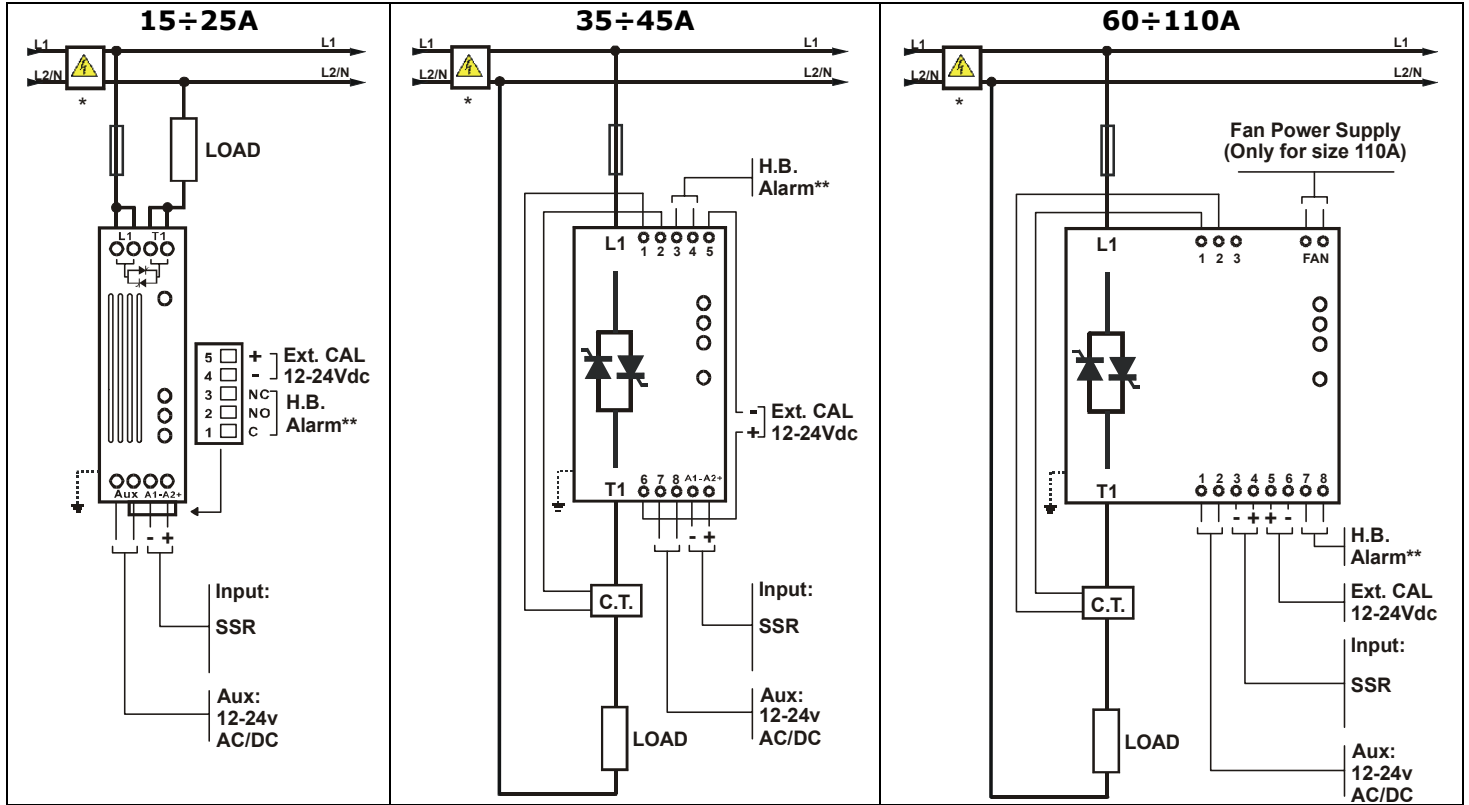 15÷25A
L1
L1
L2/N
L2/N
*
LOAD
L1 T1
5 + Ext. CAL
4 - 12-24Vdc
3 NC H.B.
2 NO Alarm**
1 C
Aux A1- A2+
- +
Input:
SSR
Aux:
12-24v
AC/DC
35÷45A
L1
L1
L2/N
L2/N
*
H.B.
Alarm**
L1
1 2 3 4 5
- Ext. CAL
+ 12-24Vdc
T1
6 7 8 A1- A2+
- +
C.T.
Input:
SSR
LOAD
Aux:
12-24v
AC/DC
60÷110A
L1
L1
L2/N
L2/N
*
Fan Power Supply
(Only for size 110A)
L1
1 2 3
FAN
T1
1 2 3 4 5 6 7 8
- + + -
H.B.
Alarm**
C.T.
Ext. CAL
12-24Vdc
Input:
SSR
LOAD
Aux:
12-24v
AC/DC